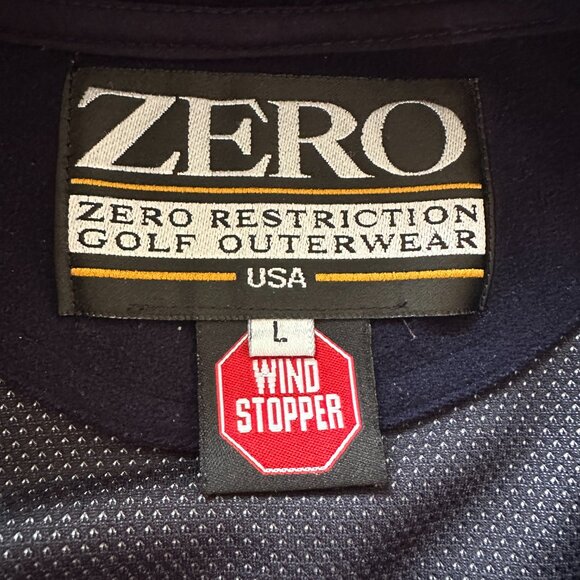 ZERO
ZERO RESTRICTION
GOLF OUTERWEAR
USA
L
WIND
STOPPER